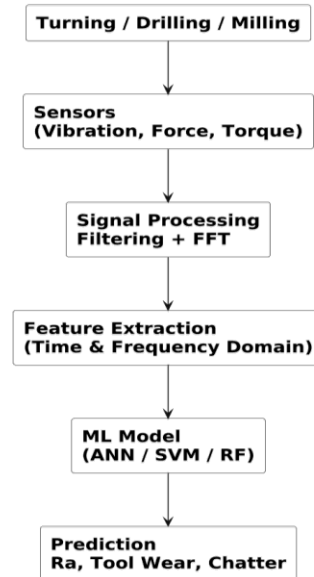 Turning / Drilling / Milling
Sensors
(Vibration, Force, Torque)
Signal Processing
Filtering + FFT
Feature Extraction
(Time & Frequency Domain)
ML Model
(ANN / SVM / RF)
Prediction
Ra, Tool Wear, Chatter